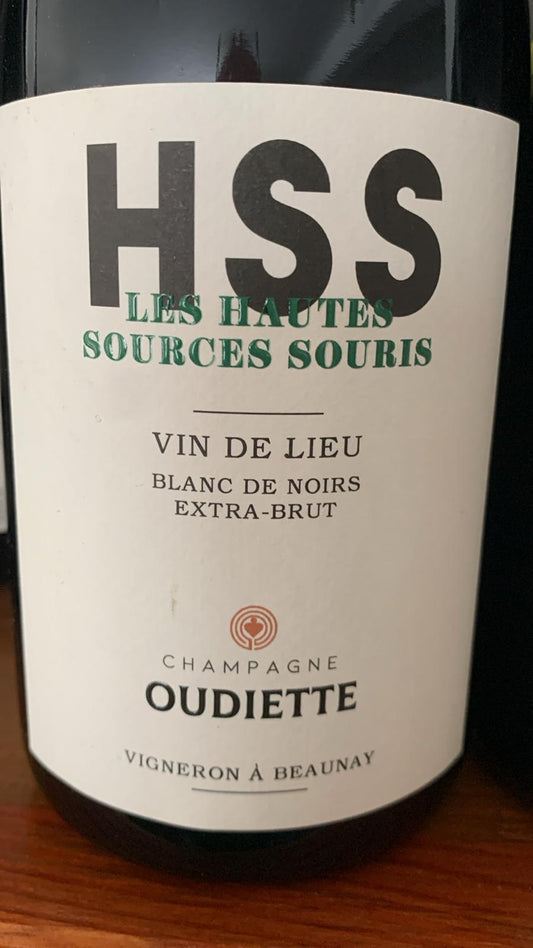 HSS
LES HAUTES
SOURCES SOURIS
VIN DE LIEU
BLANC DE NOIRS
EXTRA-BRUT
CHAMPAGNE
OUDIETTE
VIGNERON À BEAUNAY